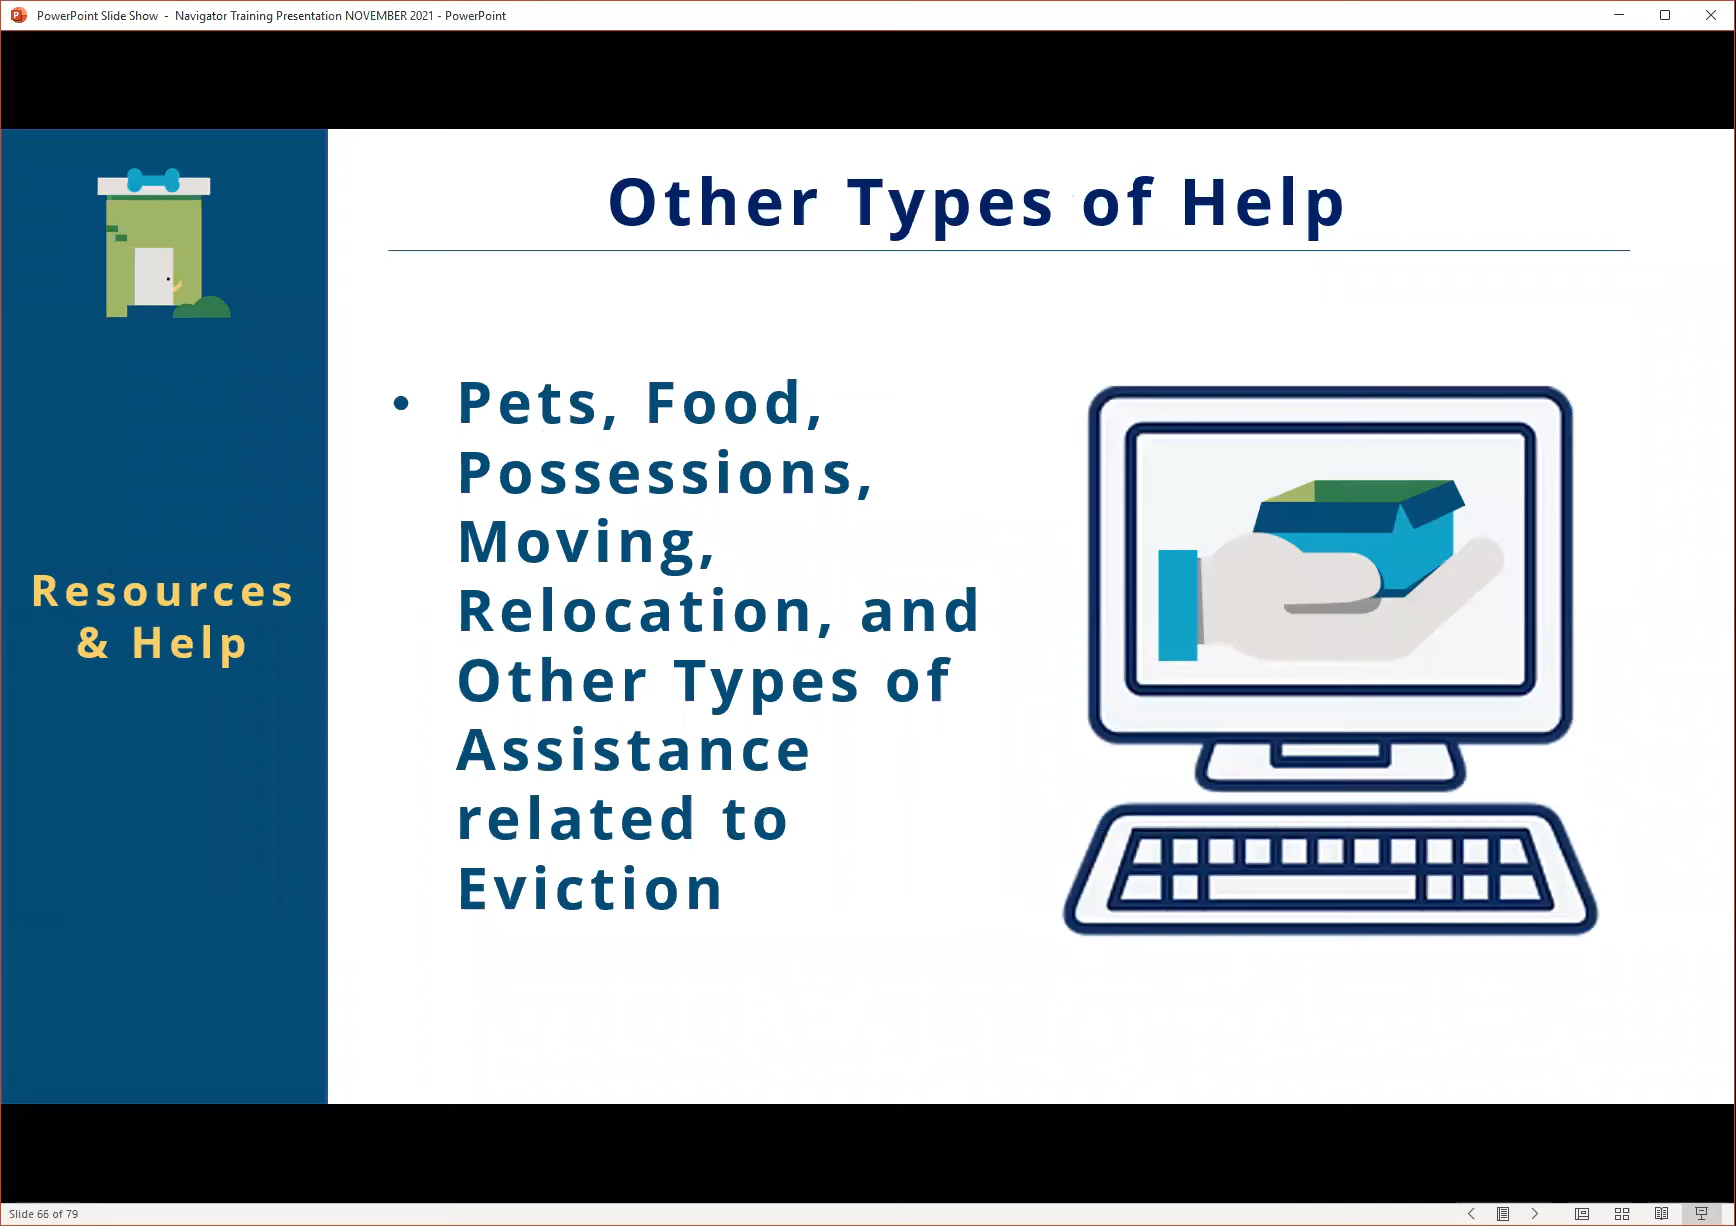 PowerPoint Slide Show - Navigator Training Presentation NOVEMBER 2021 - PowerPoint
Other Types of Help
Resources
& Help
• Pets, Food,
Possessions,
Moving,
Relocation, and
Other Types of
Assistance
related to
Eviction
Slide 66 of 79